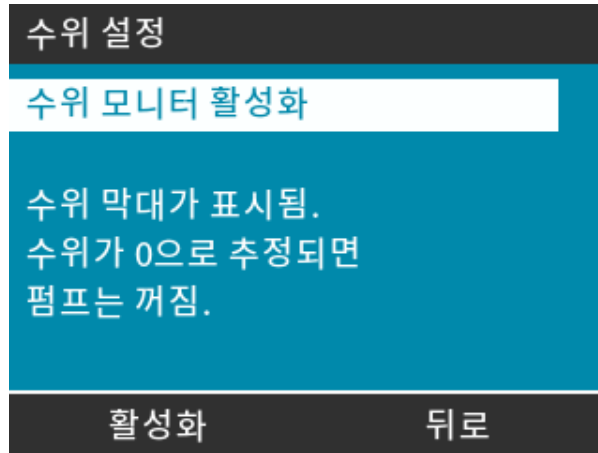 수위 설정
수위 모니터 활성화
수위 막대가 표시됨.
수위가 0으로 추정되면
펌프는 꺼짐.
활성화 뒤로